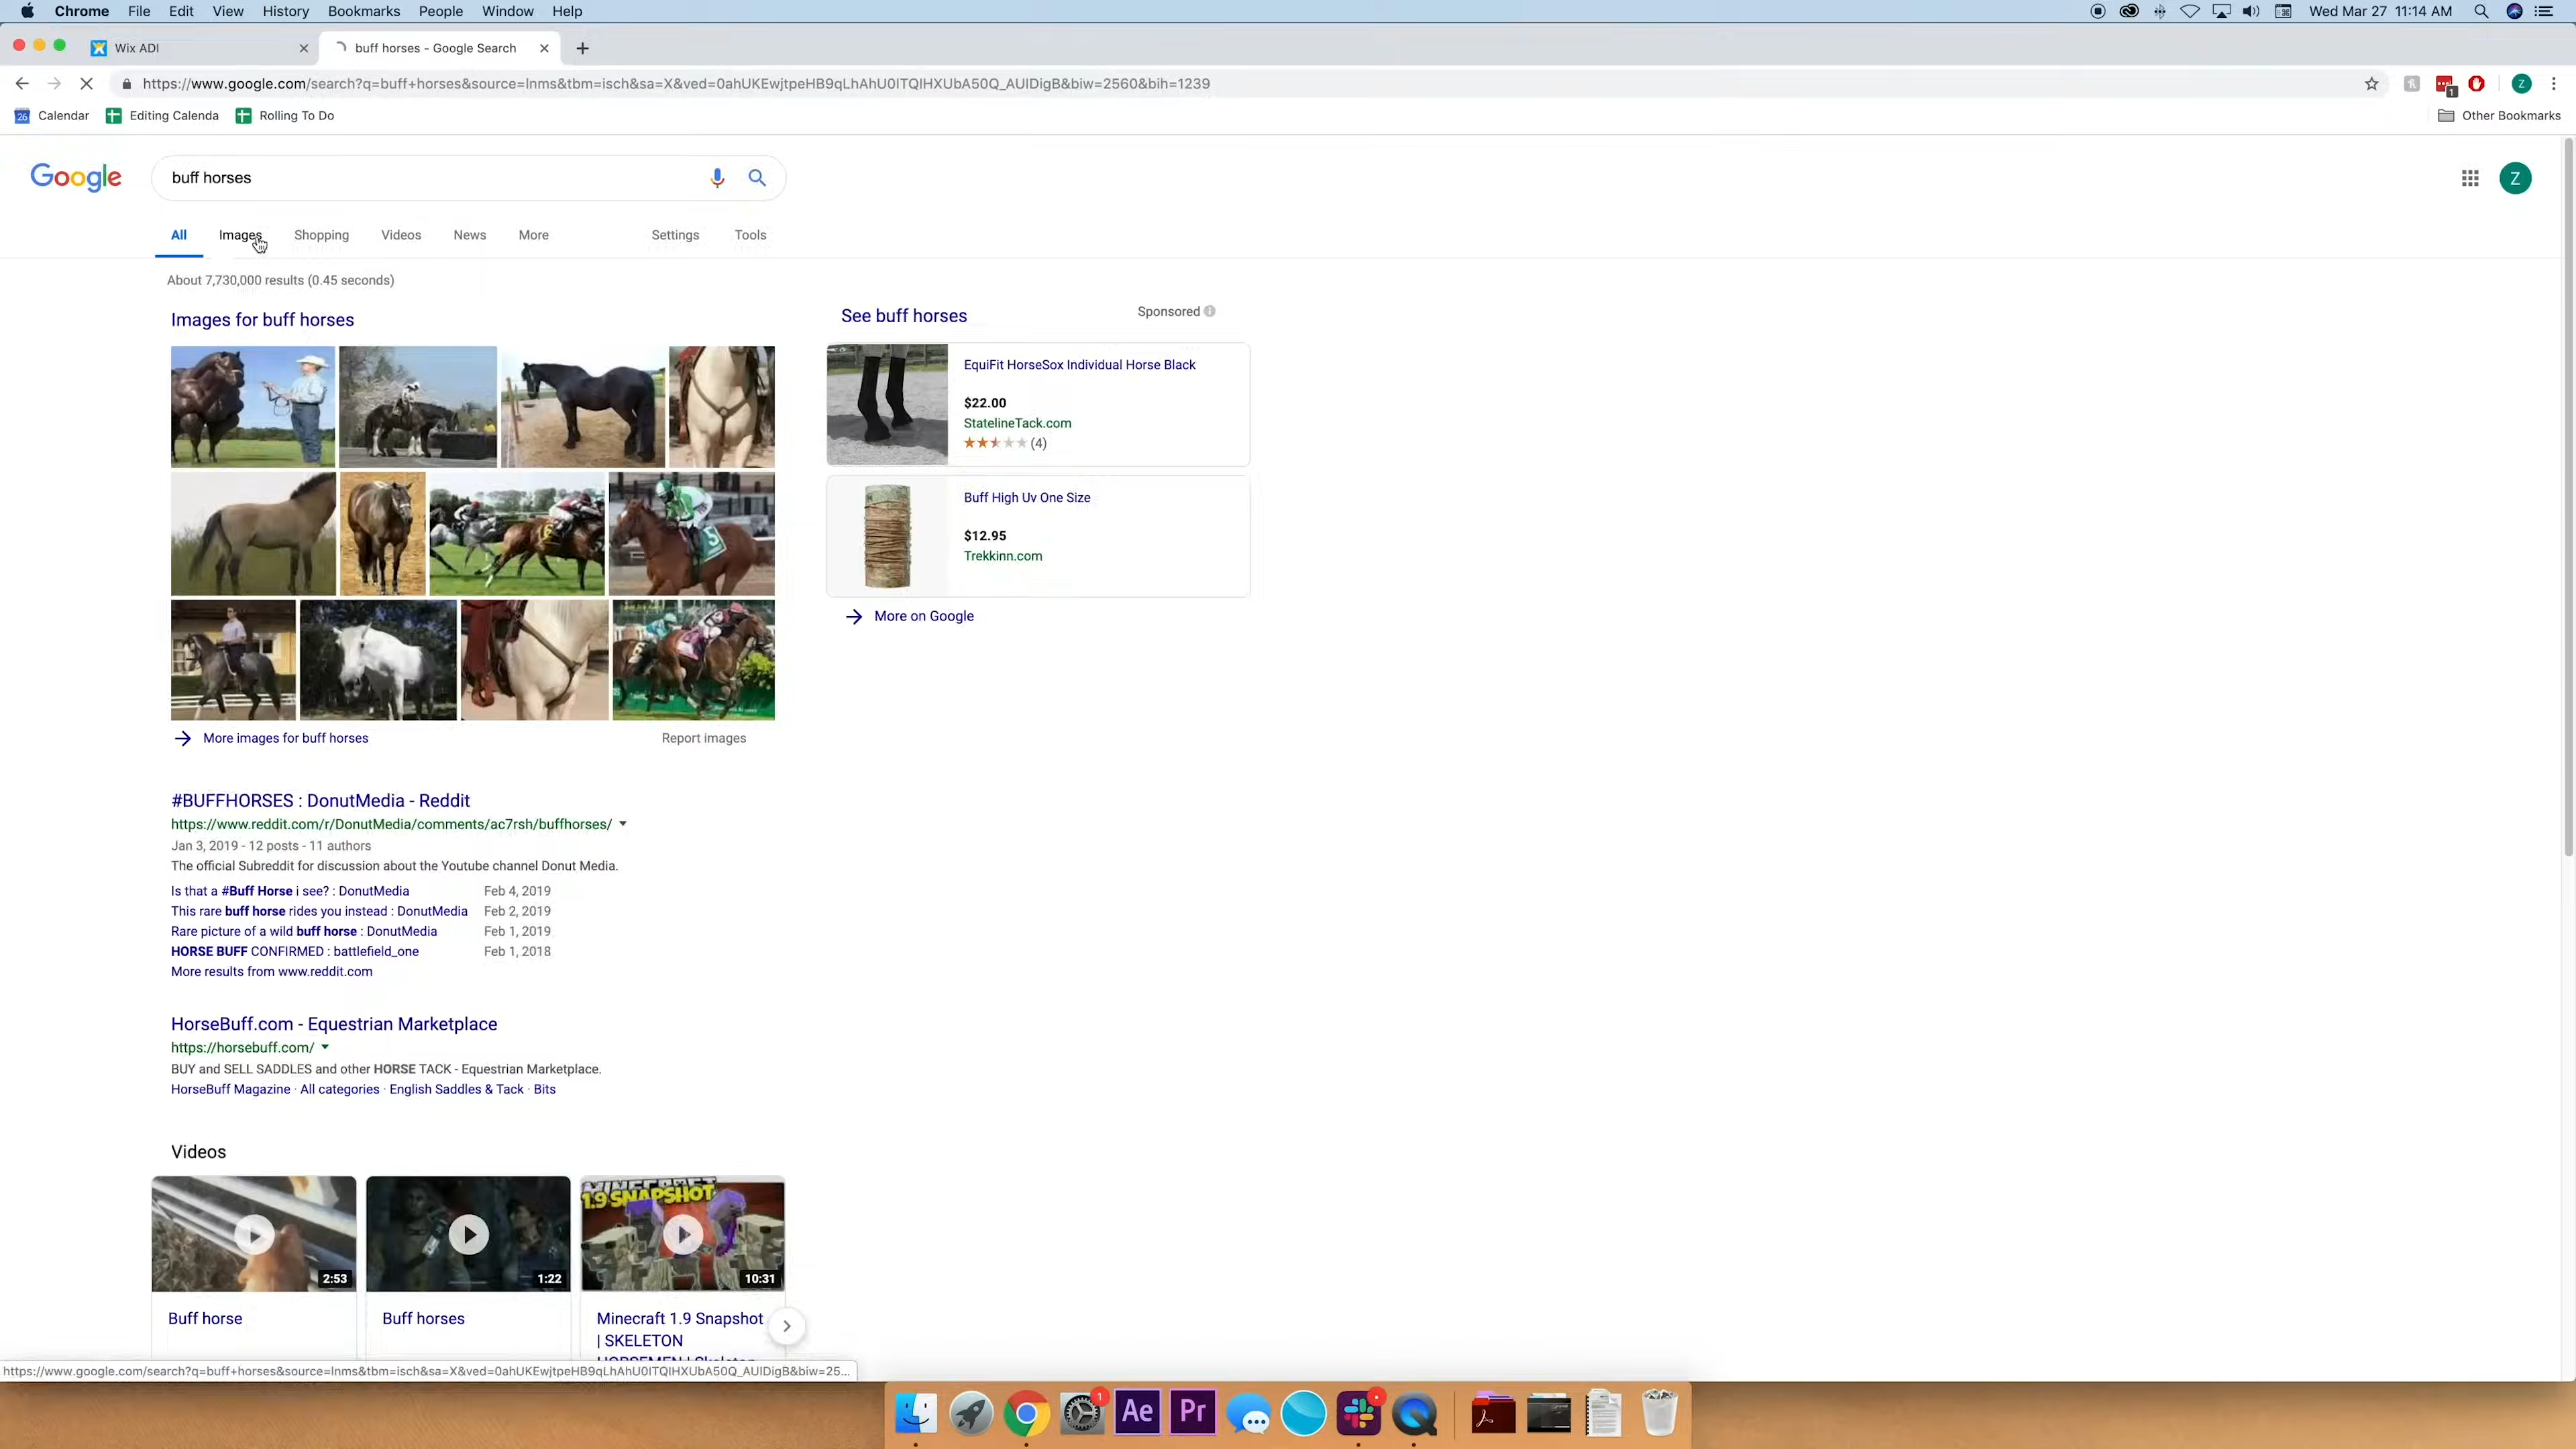 Chrome File Edit View History Bookmarks People Window Help Wed Mar 27 11:14 AM
Wix ADI buff horses - Google Search
https://www.google.com/search?q=buff+horses&source=lnms&tbm=isch&sa=X&ved=0ahUKEwjtpeHB9qLhAhU0ITQIHXUbA50Q_AUIDigB&biw=2560&bih=1239
26 Calendar Editing Calenda Rolling To Do Other Bookmarks
Google buff horses Z
All Images Shopping Videos News More Settings Tools
About 7,730,000 results (0.45 seconds)
Images for buff horses
More images for buff horses Report images
See buff horses Sponsored
EquiFit HorseSox Individual Horse Black
$22.00
StatelineTack.com
(4)
Buff High Uv One Size
$12.95
Trekkinn.com
More on Google
#BUFFHORSES : DonutMedia - Reddit
https://www.reddit.com/r/DonutMedia/comments/ac7rsh/buffhorses/
Jan 3, 2019 - 12 posts - 11 authors
The official Subreddit for discussion about the Youtube channel Donut Media.
Is that a #Buff Horse i see? : DonutMedia Feb 4, 2019
This rare buff horse rides you instead : DonutMedia Feb 2, 2019
Rare picture of a wild buff horse : DonutMedia Feb 1, 2019
HORSE BUFF CONFIRMED : battlefield_one Feb 1, 2018
More results from www.reddit.com
HorseBuff.com - Equestrian Marketplace
https://horsebuff.com/
BUY and SELL SADDLES and other HORSE TACK - Equestrian Marketplace.
HorseBuff Magazine · All categories · English Saddles & Tack · Bits
Videos
MINECRAFT
1.9 SNAPSHOT
2:53 1:22 10:31
Buff horse Buff horses Minecraft 1.9 Snapshot
| SKELETON
HORSEMEN | Skeleton
https://www.google.com/search?q=buff+horses&source=lnms&tbm=isch&sa=X&ved=0ahUKEwjtpeHB9qLhAhU0ITQIHXUbA50Q_AUIDigB&biw=25...
1 Ae Pr